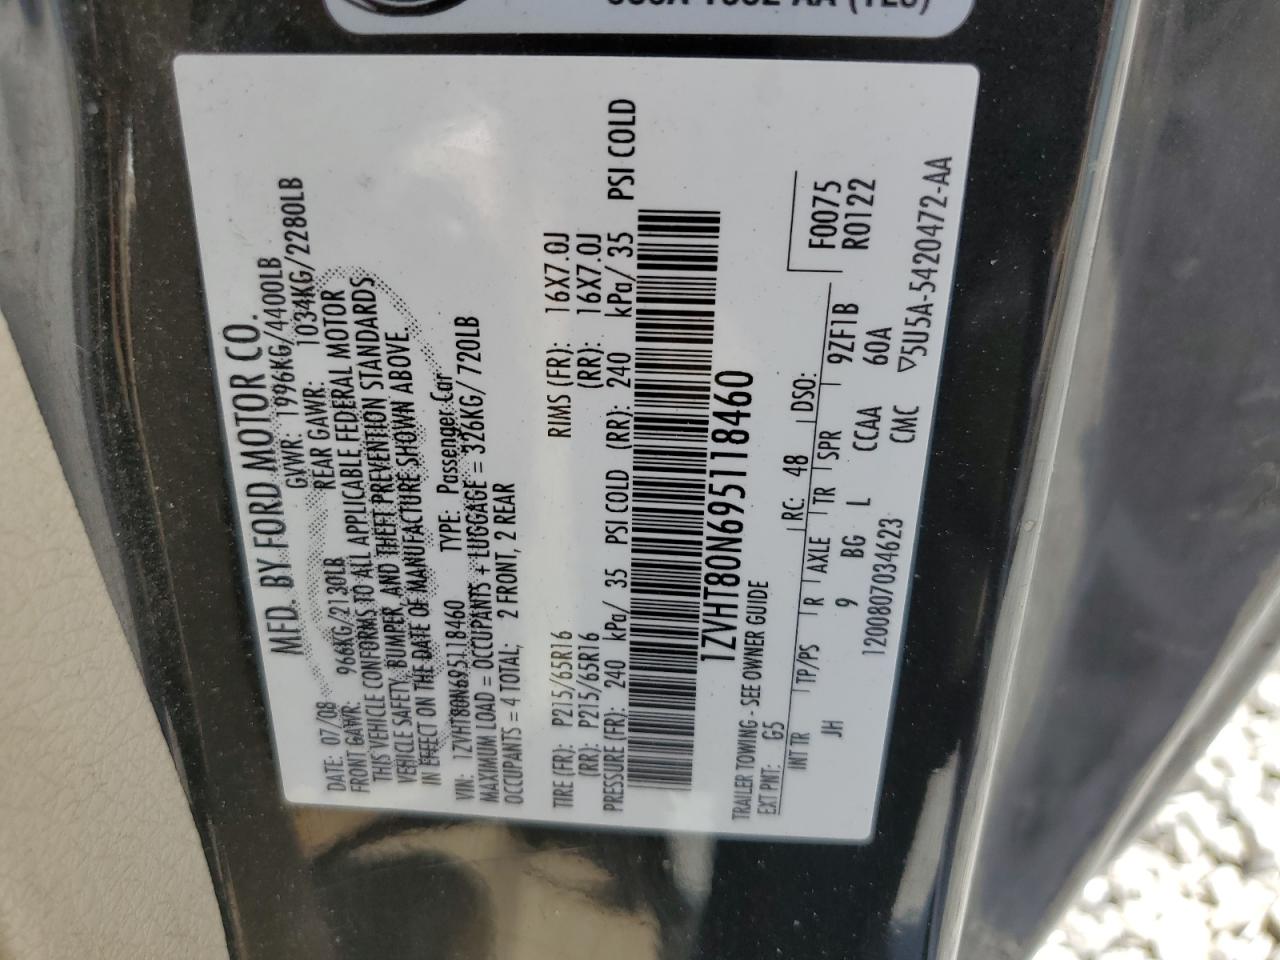 MFD. BY FORD MOTOR CO.
DATE: 07/08 GVWR: 1996KG/4400LB
FRONT GAWR: 966KG/2130LB REAR GAWR: 1034KG/2280LB
THIS VEHICLE CONFORMS TO ALL APPLICABLE FEDERAL MOTOR
VEHICLE SAFETY, BUMPER, AND THEFT PREVENTION STANDARDS
IN EFFECT ON THE DATE OF MANUFACTURE SHOWN ABOVE.
VIN: 1ZVHT80N695118460 TYPE: Passenger Car
MAXIMUM LOAD = OCCUPANTS + LUGGAGE = 326KG/720LB
OCCUPANTS = 4 TOTAL, 2 FRONT, 2 REAR
TIRE (FR): P215/65R16 RIMS (FR): 16X7.0J
(RR): P215/65R16 (RR): 16X7.0J
PRESSURE (FR): 240 kPa/ 35 PSI COLD (RR): 240 kPa/ 35 PSI COLD
1ZVHT80N695118460
TRAILER TOWING - SEE OWNER GUIDE
EXT PNT: G5 RC: 48 DSO: F0075
R0122
INT TR TP/PS R AXLE TR SPR 9ZF1B
JH 9 BG L CCAA 60A
1200807034623 CMC ▽5U5A-5420472-AA